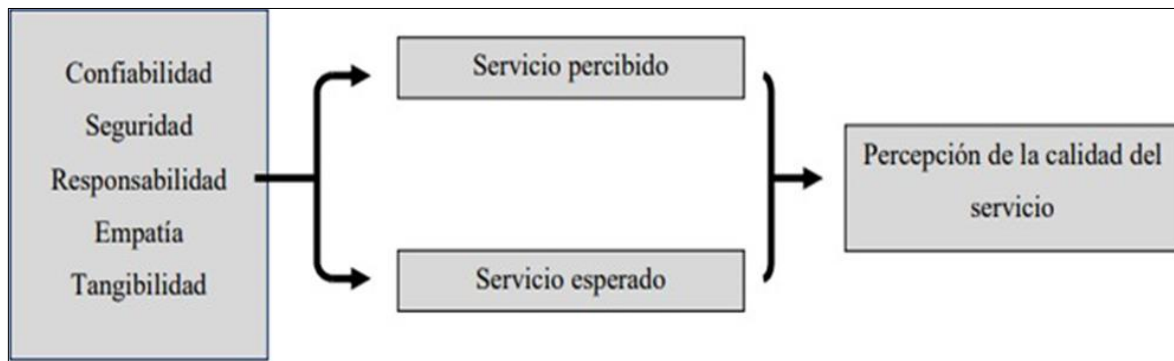 Confiabilidad
Seguridad
Responsabilidad
Empatía
Tangibilidad
Servicio percibido
Servicio esperado
Percepción de la calidad del
servicio